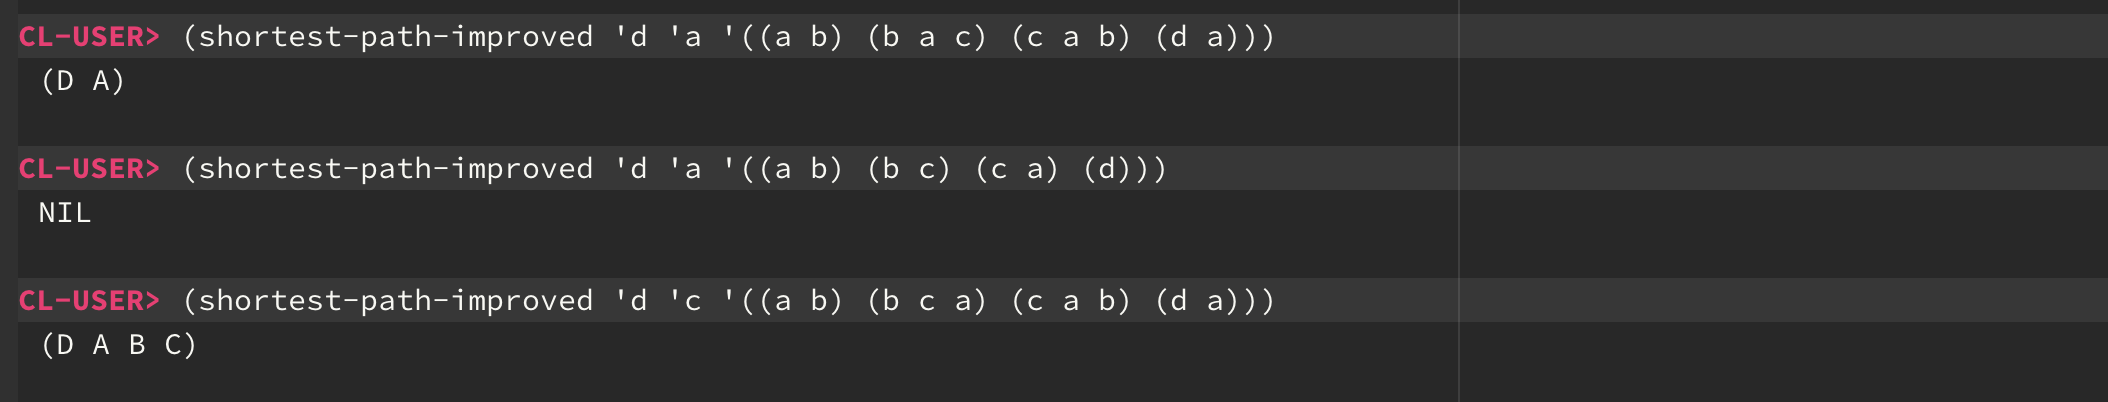 CL-USER> (shortest-path-improved 'd 'a '((a b) (b a c) (c a b) (d a)))
(D A)
CL-USER> (shortest-path-improved 'd 'a '((a b) (b c) (c a) (d)))
NIL
CL-USER> (shortest-path-improved 'd 'c '((a b) (b c a) (c a b) (d a)))
(D A B C)